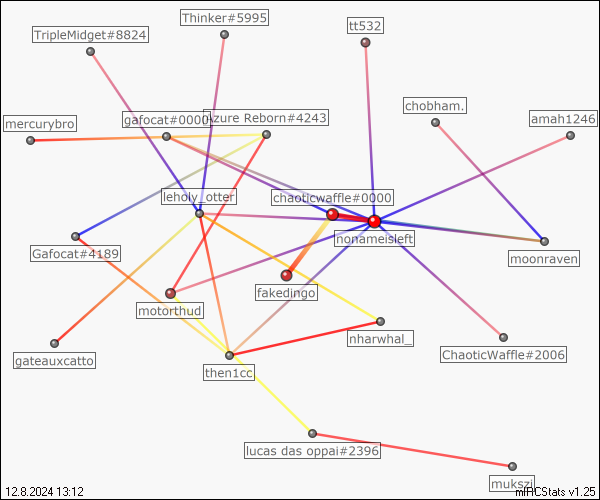 Thinker#5995
TripleMidget#8824
tt532
chobham.
amah1246
mercurybro
gafocat#0000
Azure Reborn#4243
leholy_otter
chaoticwaffle#0000
nonameisleft
Gafocat#4189
moonraven
fakedingo
motorthud
nharwhal_
gateauxcatto
ChaoticWaffle#2006
then1cc
lucas das oppai#2396
mukszi
12.8.2024 13:12
mIRCStats v1.25